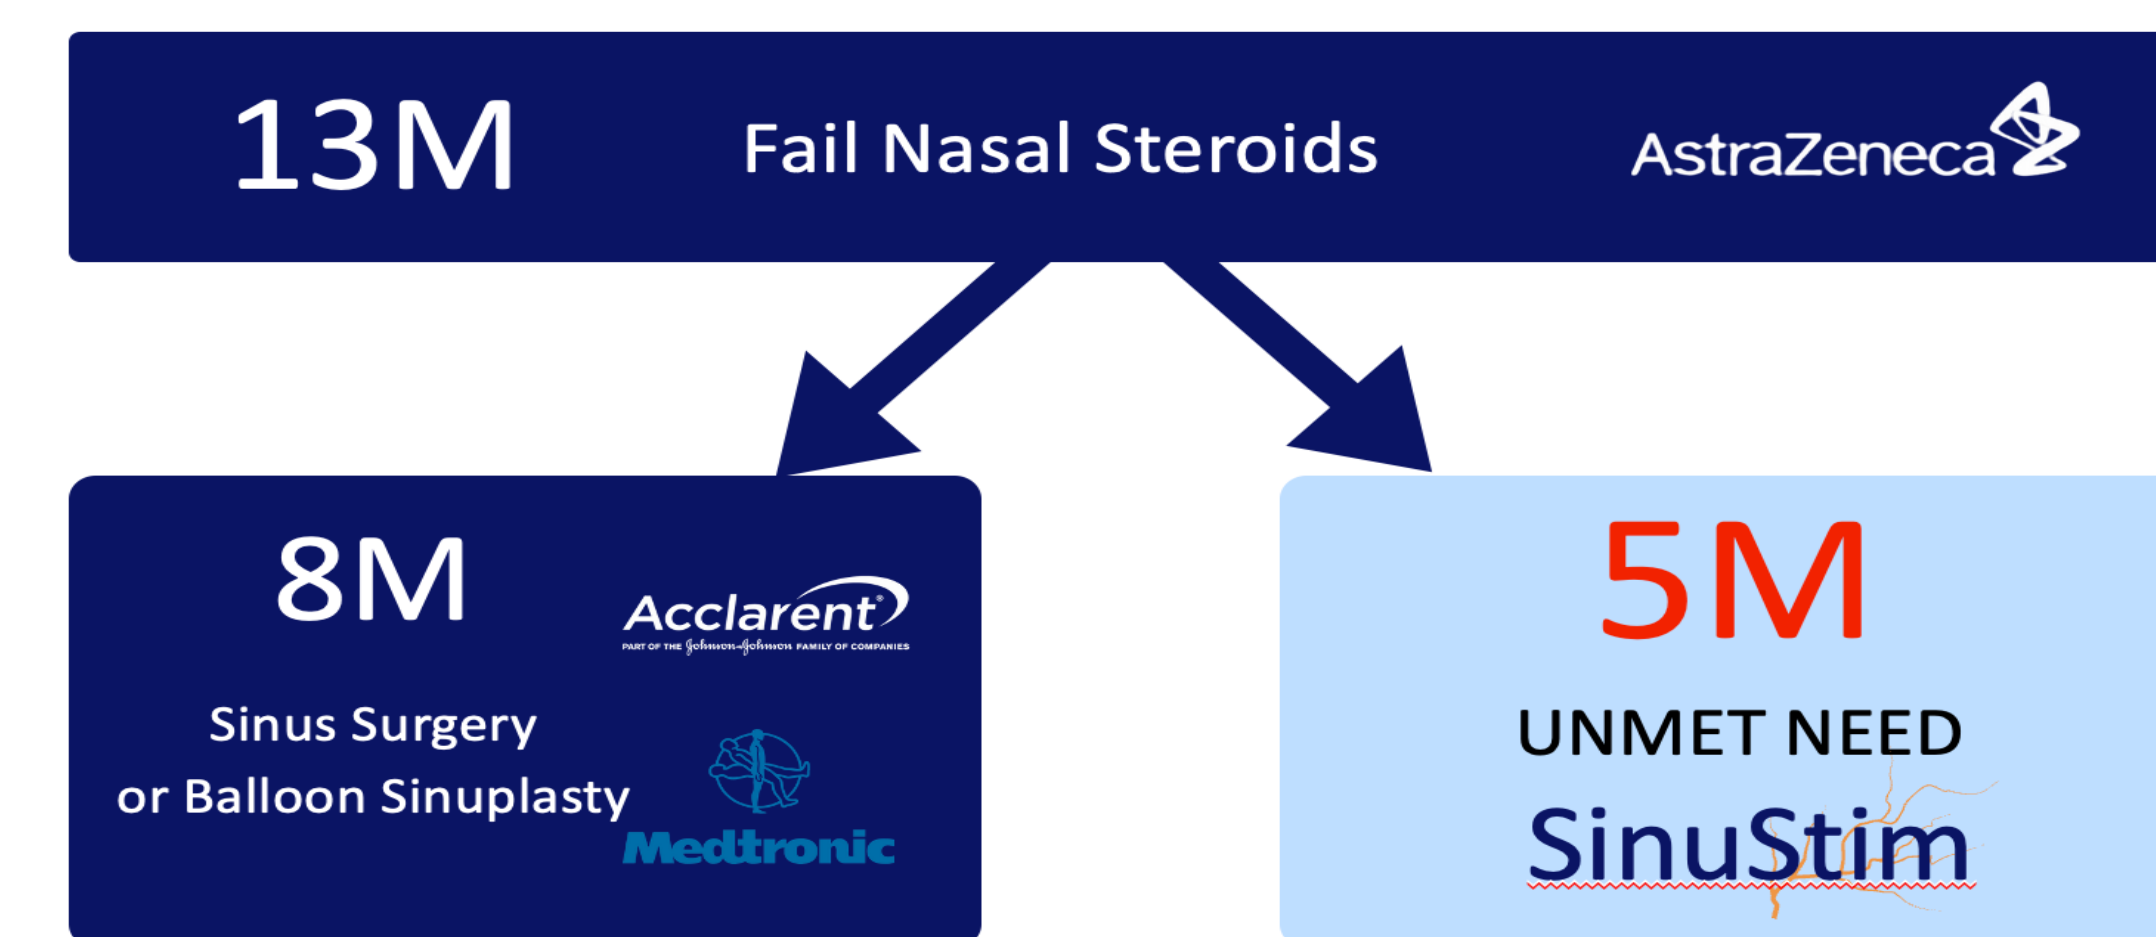 13M Fail Nasal Steroids AstraZeneca
8M
Acclarent®
PART OF THE Johnson & Johnson FAMILY OF COMPANIES
Sinus Surgery
or Balloon Sinuplasty
Medtronic
5M
UNMET NEED
SinuStim